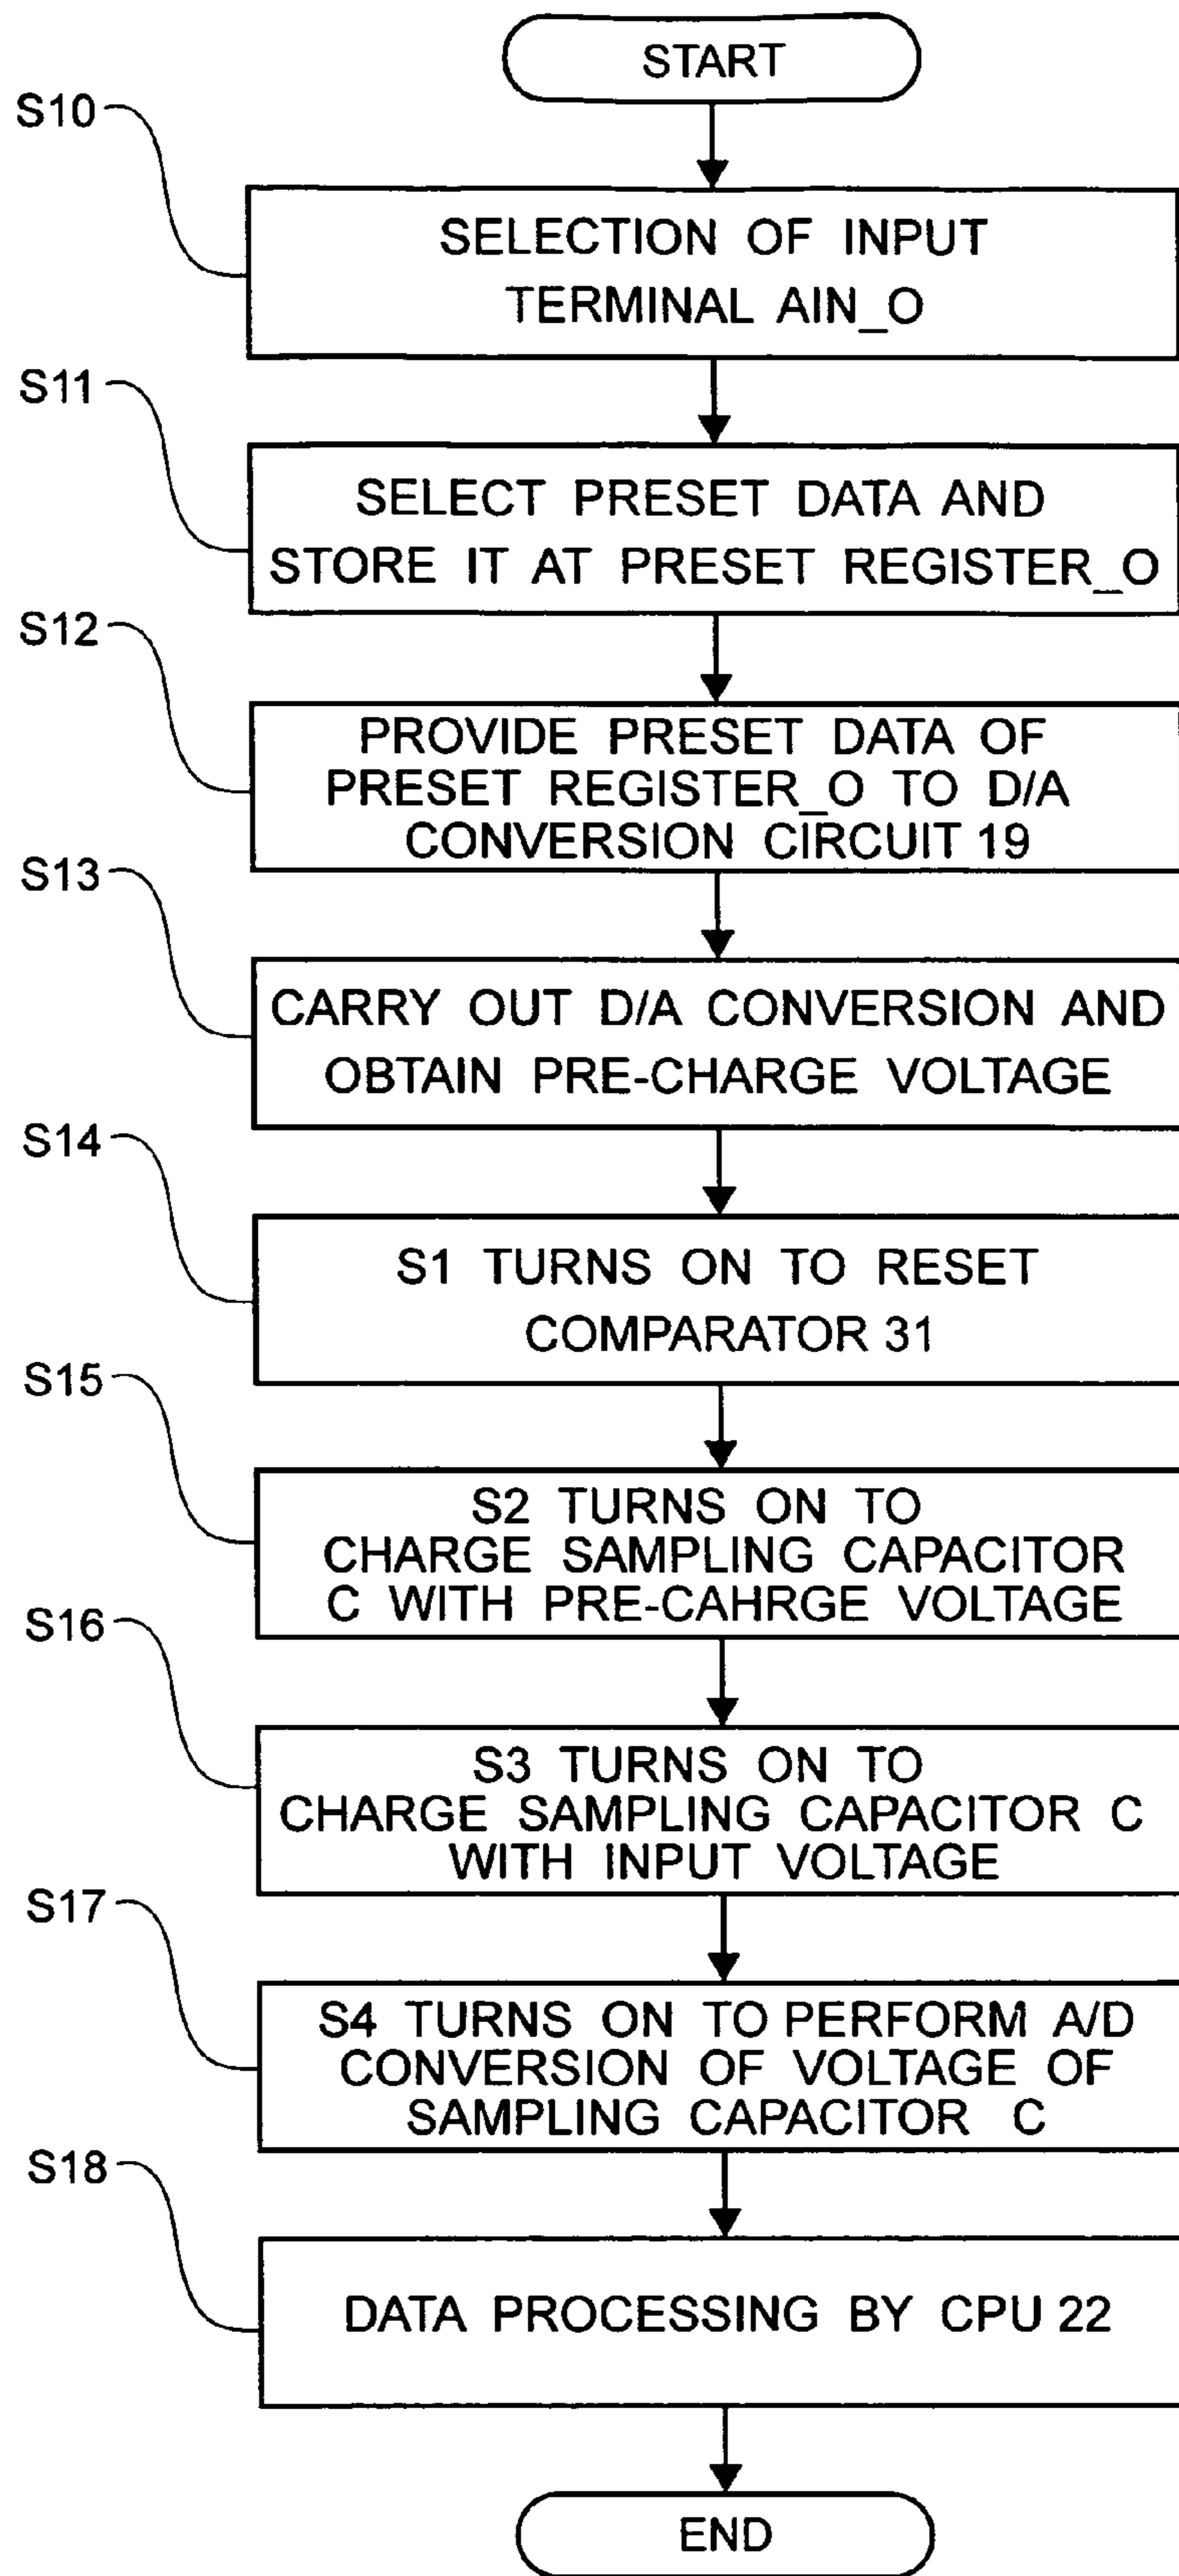 START
S10
SELECTION OF INPUT
TERMINAL AIN_O
S11
SELECT PRESET DATA AND
STORE IT AT PRESET REGISTER_O
S12
PROVIDE PRESET DATA OF
PRESET REGISTER_O TO D/A
CONVERSION CIRCUIT 19
S13
CARRY OUT D/A CONVERSION AND
OBTAIN PRE-CHARGE VOLTAGE
S14
S1 TURNS ON TO RESET
COMPARATOR 31
S15
S2 TURNS ON TO
CHARGE SAMPLING CAPACITOR
C WITH PRE-CAHRGE VOLTAGE
S16
S3 TURNS ON TO
CHARGE SAMPLING CAPACITOR C
WITH INPUT VOLTAGE
S17
S4 TURNS ON TO PERFORM A/D
CONVERSION OF VOLTAGE OF
SAMPLING CAPACITOR C
S18
DATA PROCESSING BY CPU 22
END